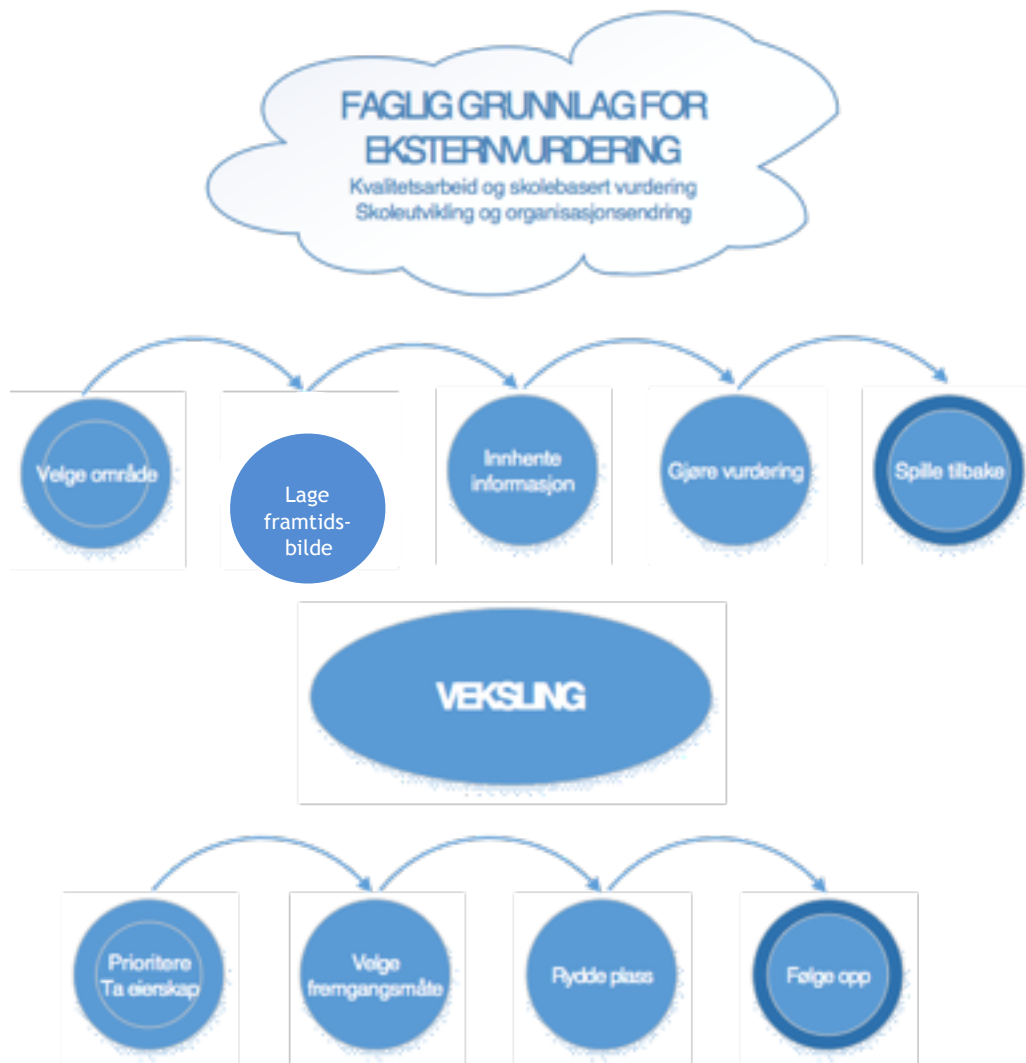 FAGLIG GRUNNLAG FOR
EKSTERNVURDERING
Kvalitetsarbeid og skolebasert vurdering
Skoleutvikling og organisasjonsendring
Velge område
Lage
framtids-
bilde
Innhente
informasjon
Gjøre vurdering
Spille tilbake
VEKSLING
Prioritere
Ta eierskap
Velge
fremgangsmåte
Rydde plass
Følge opp